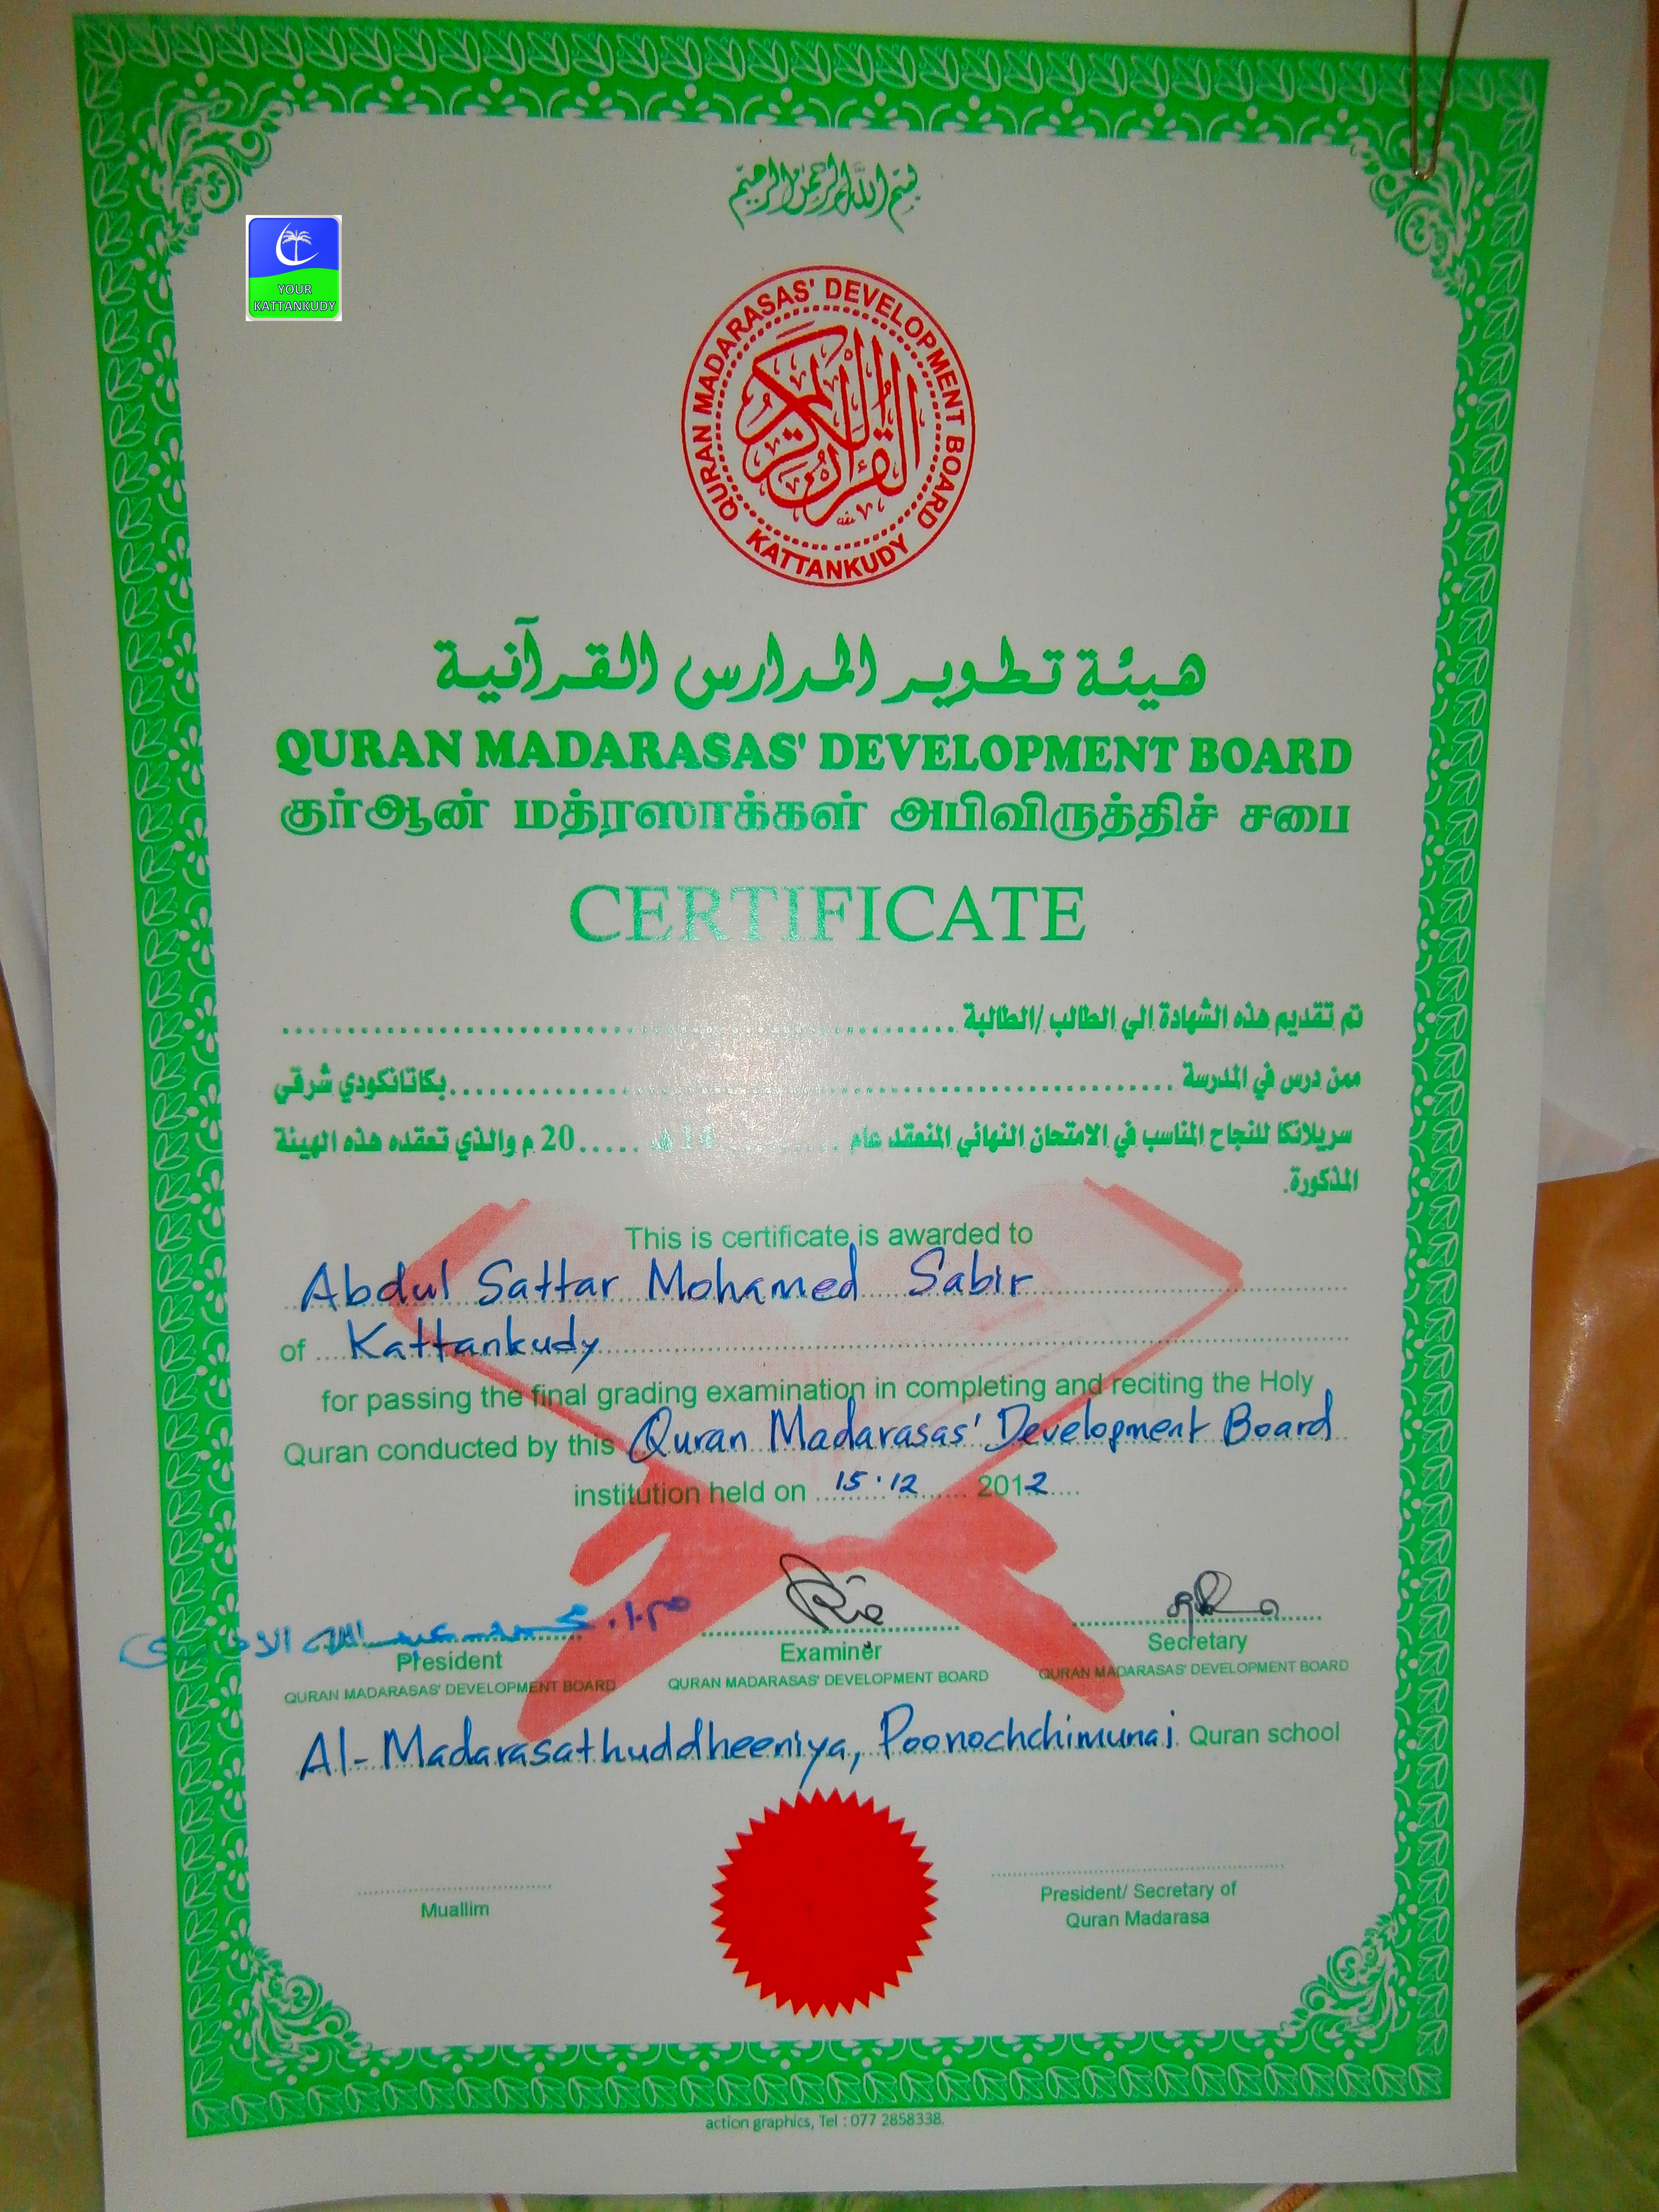 بسم الله الرحمن الرحيم
YOUR
KATTANKUDY
QURAN MADARASAS' DEVELOPMENT BOARD
القرآن الكريم
KATTANKUDY
هيئة تطوير المدارس القرآنية
QURAN MADARASAS' DEVELOPMENT BOARD
குர்ஆன் மத்ரஸாக்கள் அபிவிருத்திச் சபை
CERTIFICATE
تم تقديم هذه الشهادة الي الطالب /الطالبة ........................................
ممن درس في المدرسة ........................................ بكاتانكودي شرقي
سريلانكا للنجاح المناسب في الامتحان النهائي المنعقد عام .......... 14 هـ ...... 20 م والذي تعقده هذه الهيئة
المذكورة.
This is certificate is awarded to
Abdul Sattar Mohamed Sabir
of Kattankudy
for passing the final grading examination in completing and reciting the Holy
Quran conducted by this Quran Madarasas' Development Board
institution held on 15.12 2012
President Examiner Secretary
QURAN MADARASAS' DEVELOPMENT BOARD QURAN MADARASAS' DEVELOPMENT BOARD QURAN MADARASAS' DEVELOPMENT BOARD
Al-Madarasathuddheeniya, Poonochchimunai Quran school
Muallim
President/ Secretary of
Quran Madarasa
action graphics, Tel : 077 2858338.